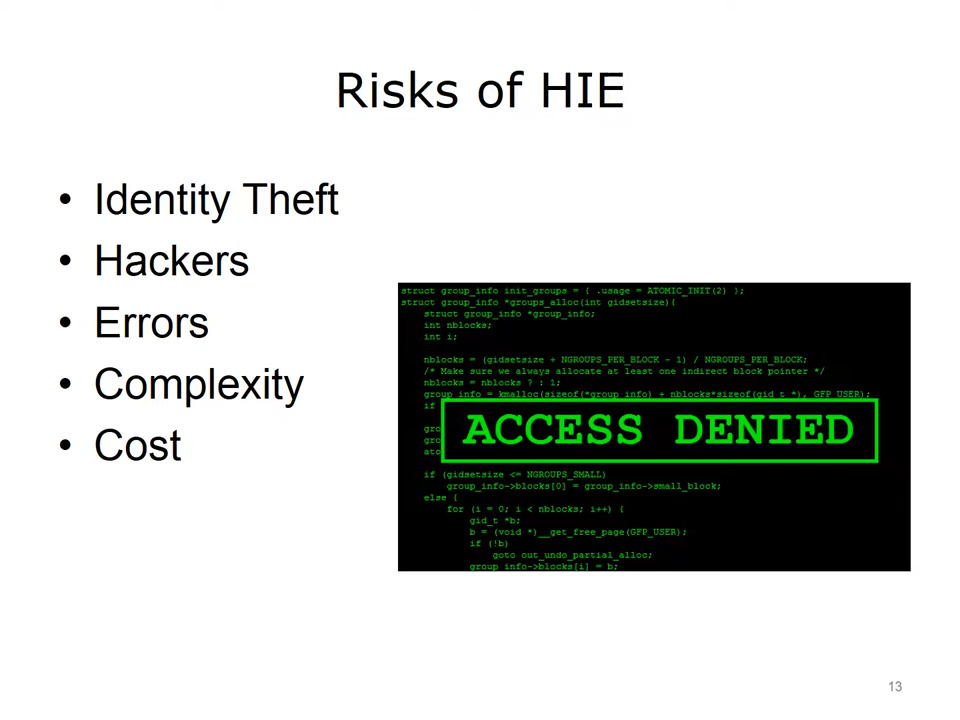 Risks of HIE
• Identity Theft
• Hackers
• Errors
• Complexity
• Cost
struct group_info init_groups = { .usage = ATOMIC_INIT(2) };
struct group_info *groups_alloc(int gidsetsize){
struct group_info *group_info;
int nblocks;
int i;
nblocks = (gidsetsize + NGROUPS_PER_BLOCK - 1) / NGROUPS_PER_BLOCK;
/* Make sure we always allocate at least one indirect block pointer */
nblocks = nblocks ? : 1;
group_info = kmalloc(sizeof(*group_info) + nblocks*sizeof(gid_t *), GFP_USER);
if
ACCESS DENIED
if (gidsetsize <= NGROUPS_SMALL)
group_info->blocks[0] = group_info->small_block;
else {
for (i = 0; i < nblocks; i++) {
gid_t *b;
b = (void *)__get_free_page(GFP_USER);
if (!b)
goto out_undo_partial_alloc;
group_info->blocks[i] = b;
13